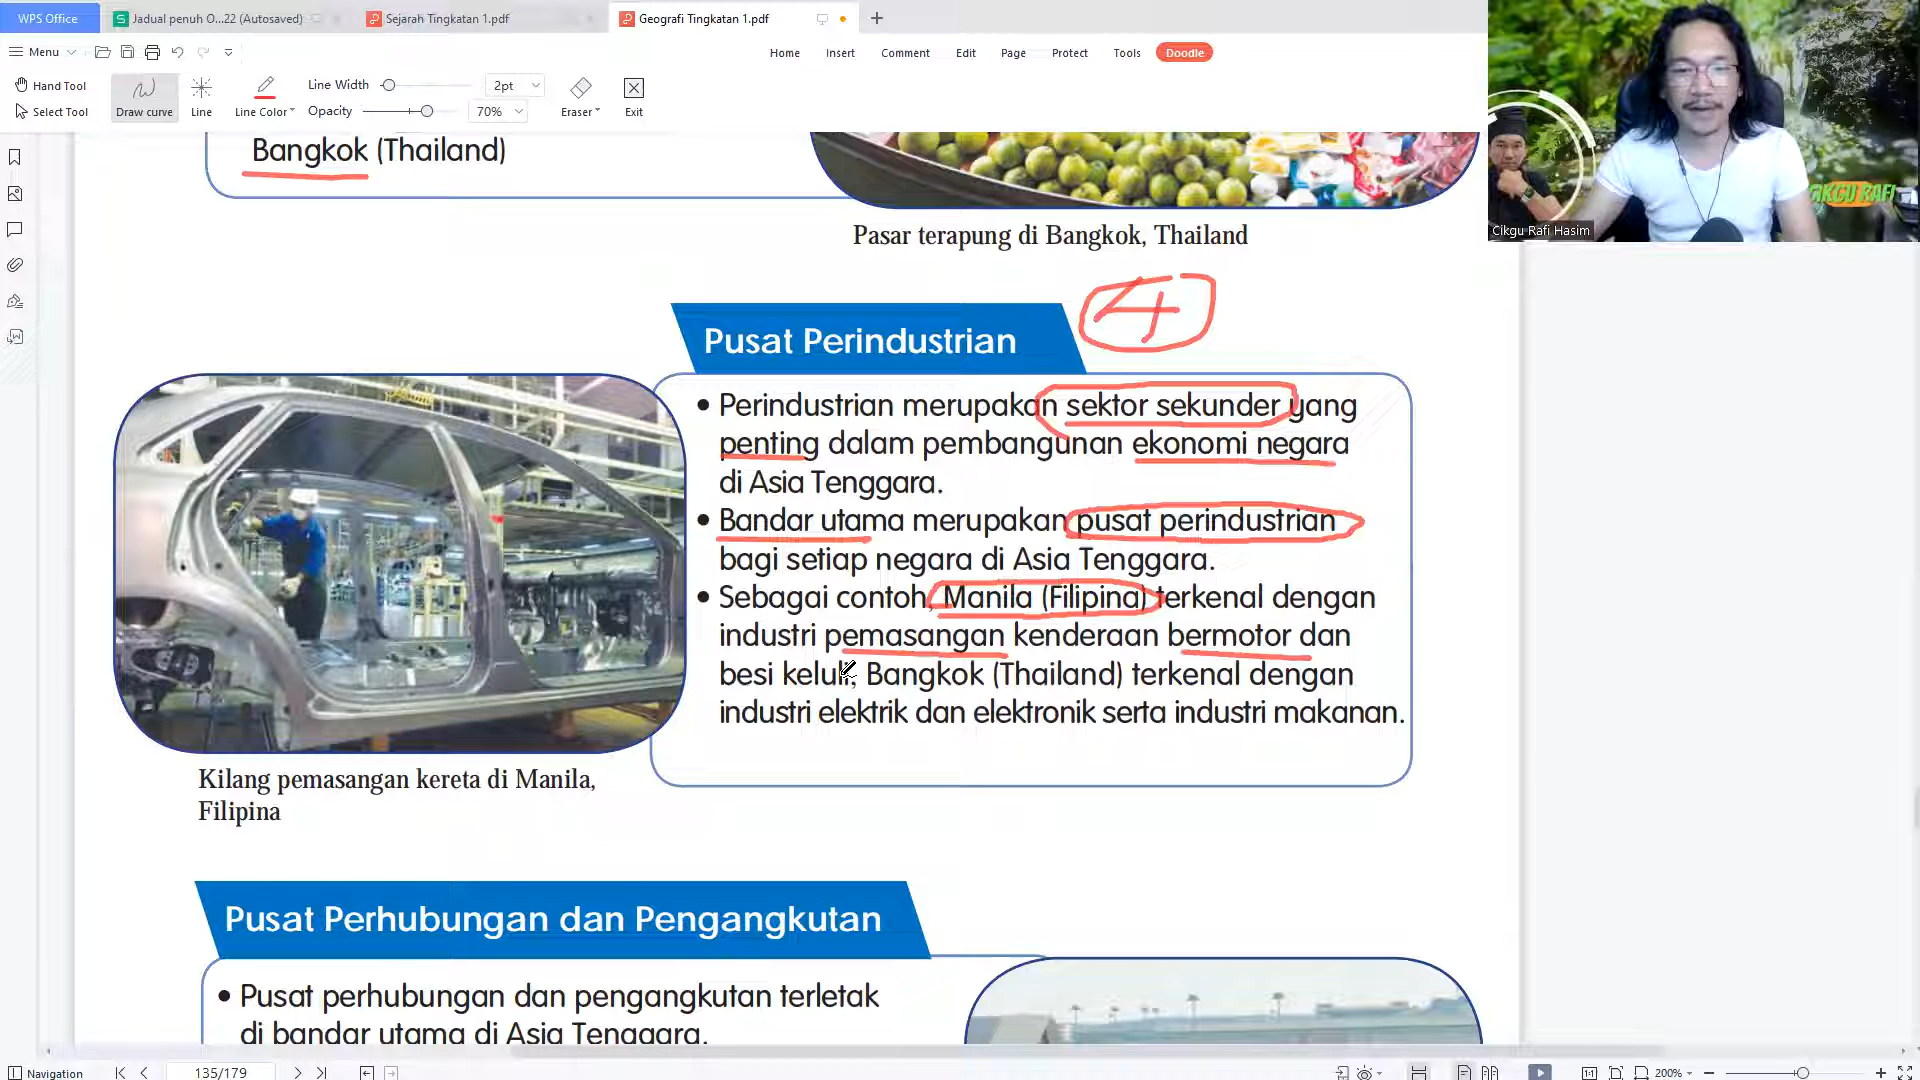 WPS Office
Jadual penuh O...22 (Autosaved)
Sejarah Tingkatan 1.pdf
Geografi Tingkatan 1.pdf
Menu
Home Insert Comment Edit Page Protect Tools Doodle
Hand Tool
Select Tool
Draw curve
Line
Line Color
Line Width 2pt
Opacity 70%
Eraser
Exit
CIKGU RAFI
Cikgu Rafi Hasim
Bangkok (Thailand)
Pasar terapung di Bangkok, Thailand
4
Pusat Perindustrian
• Perindustrian merupakan sektor sekunder yang
penting dalam pembangunan ekonomi negara
di Asia Tenggara.
• Bandar utama merupakan pusat perindustrian
bagi setiap negara di Asia Tenggara.
• Sebagai contoh, Manila (Filipina) terkenal dengan
industri pemasangan kenderaan bermotor dan
besi keluli; Bangkok (Thailand) terkenal dengan
industri elektrik dan elektronik serta industri makanan.
Kilang pemasangan kereta di Manila,
Filipina
Pusat Perhubungan dan Pengangkutan
• Pusat perhubungan dan pengangkutan terletak
di bandar utama di Asia Tenggara.
Navigation
135/179
200%